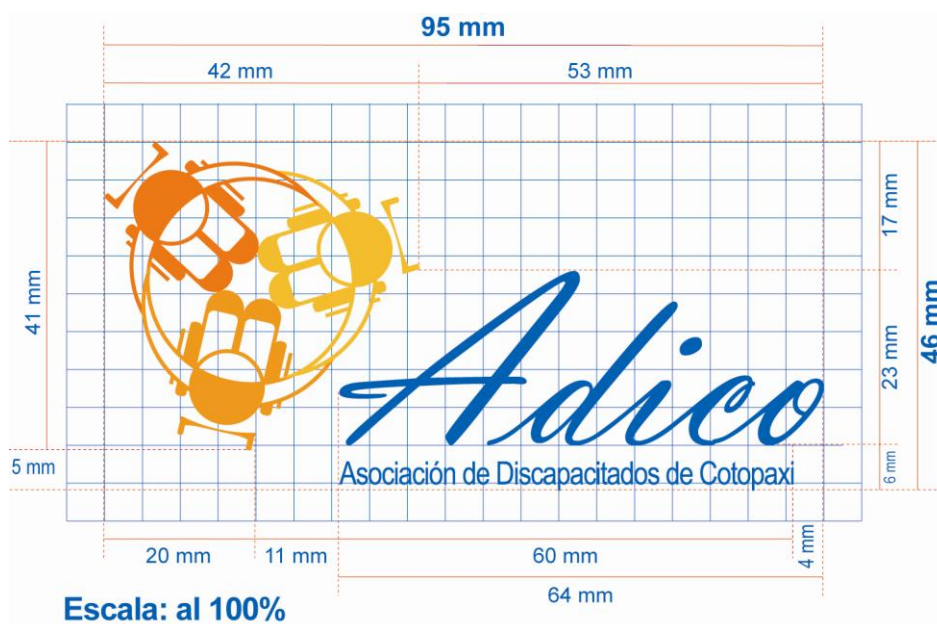 95 mm
42 mm
53 mm
17 mm
41 mm
23 mm
46 mm
Adico
5 mm
Asociación de Discapacitados de Cotopaxi
6 mm
20 mm
11 mm
60 mm
4 mm
64 mm
Escala: al 100%